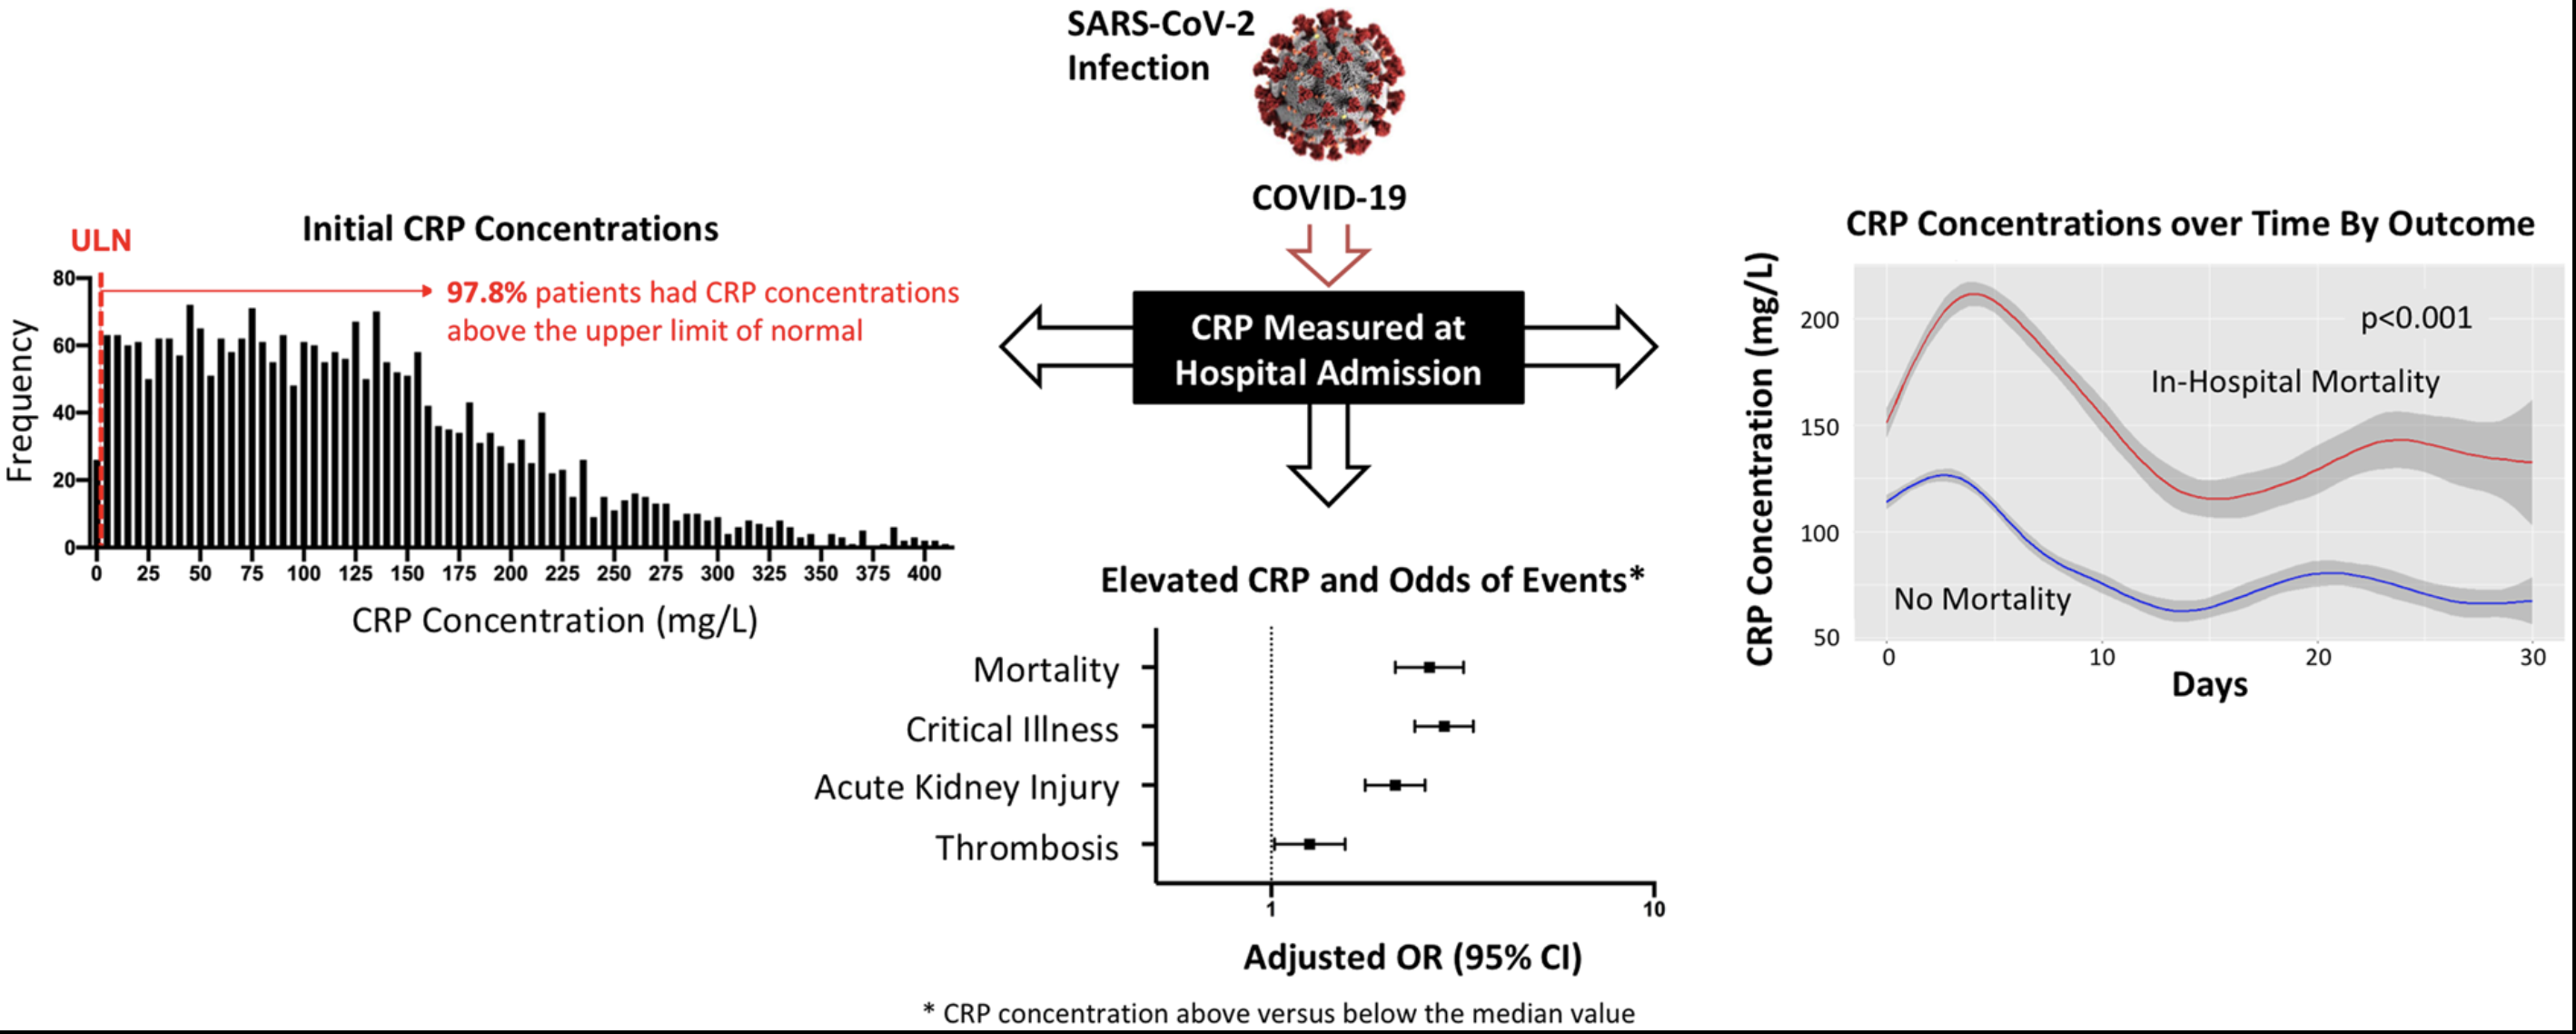 SARS-CoV-2
Infection
COVID-19
CRP Measured at
Hospital Admission
Initial CRP Concentrations
ULN
97.8% patients had CRP concentrations
above the upper limit of normal
Frequency
80
60
40
20
0
0 25 50 75 100 125 150 175 200 225 250 275 300 325 350 375 400
CRP Concentration (mg/L)
Elevated CRP and Odds of Events*
Mortality
Critical Illness
Acute Kidney Injury
Thrombosis
1 10
Adjusted OR (95% CI)
* CRP concentration above versus below the median value
CRP Concentrations over Time By Outcome
CRP Concentration (mg/L)
200
150
100
50
p<0.001
In-Hospital Mortality
No Mortality
0 10 20 30
Days